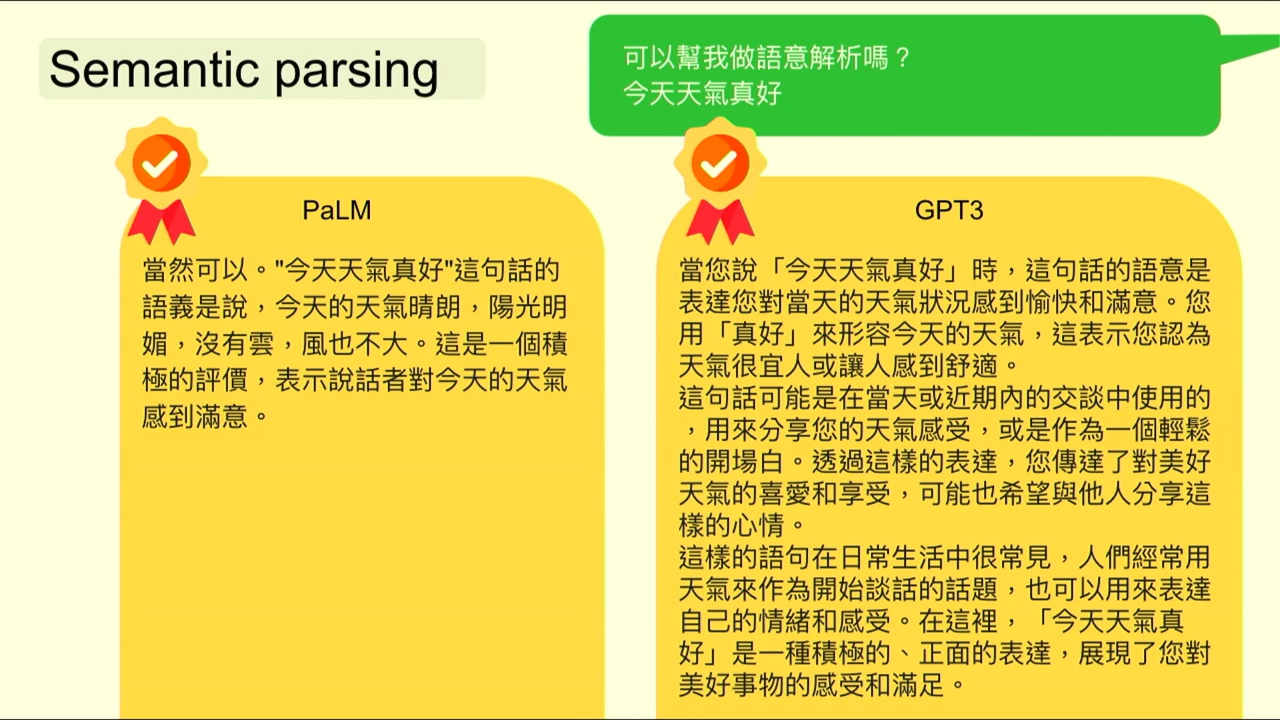 Semantic parsing
可以幫我做語意解析嗎？
今天天氣真好
PaLM
當然可以。"今天天氣真好"這句話的
語義是說，今天的天氣晴朗，陽光明
媚，沒有雲，風也不大。這是一個積
極的評價，表示說話者對今天的天氣
感到滿意。
GPT3
當您說「今天天氣真好」時，這句話的語意是
表達您對當天的天氣狀況感到愉快和滿意。您
用「真好」來形容今天的天氣，這表示您認為
天氣很宜人或讓人感到舒適。
這句話可能是在當天或近期內的交談中使用的
，用來分享您的天氣感受，或是作為一個輕鬆
的開場白。透過這樣的表達，您傳達了對美好
天氣的喜愛和享受，可能也希望與他人分享這
樣的心情。
這樣的語句在日常生活中很常見，人們經常用
天氣來作為開始談話的話題，也可以用來表達
自己的情緒和感受。在這裡，「今天天氣真
好」是一種積極的、正面的表達，展現了您對
美好事物的感受和滿足。